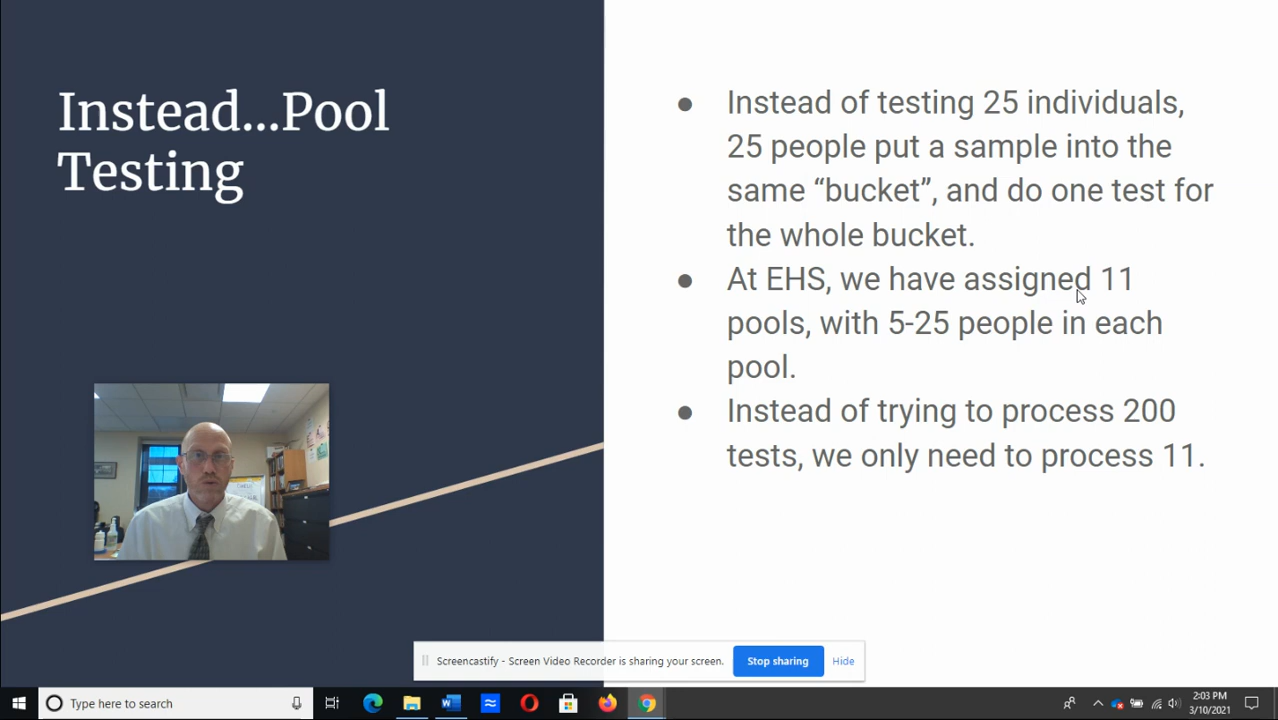 Instead...Pool
Testing
● Instead of testing 25 individuals,
25 people put a sample into the
same “bucket”, and do one test for
the whole bucket.
● At EHS, we have assigned 11
pools, with 5-25 people in each
pool.
● Instead of trying to process 200
tests, we only need to process 11.
Screencastify - Screen Video Recorder is sharing your screen.
Stop sharing
Hide
Type here to search
2:03 PM
3/10/2021